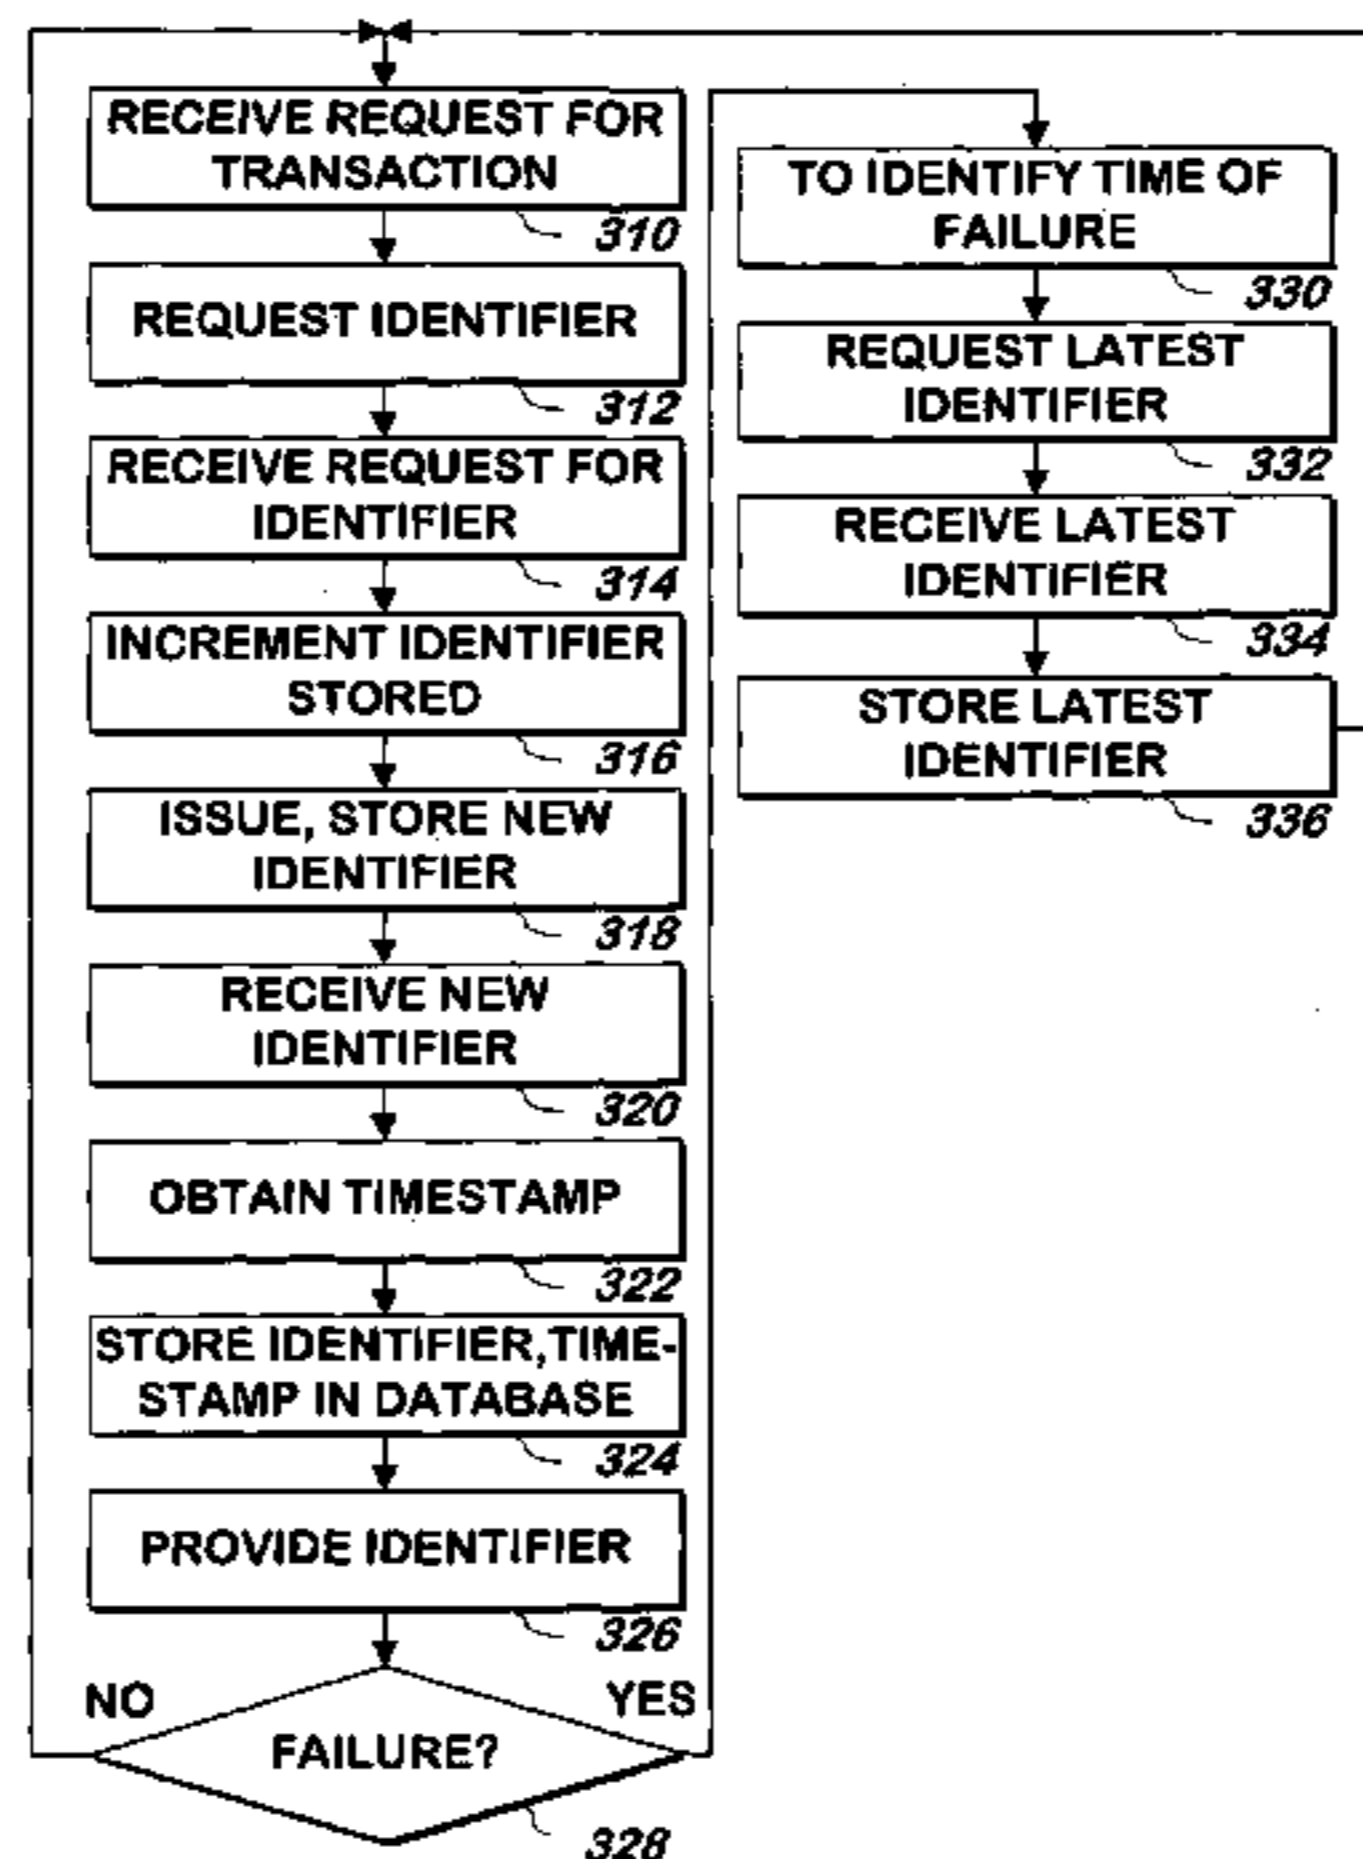 RECEIVE REQUEST FOR
TRANSACTION
310
REQUEST IDENTIFIER
312
RECEIVE REQUEST FOR
IDENTIFIER
314
INCREMENT IDENTIFIER
STORED
316
ISSUE, STORE NEW
IDENTIFIER
318
RECEIVE NEW
IDENTIFIER
320
OBTAIN TIMESTAMP
322
STORE IDENTIFIER,TIME-
STAMP IN DATABASE
324
PROVIDE IDENTIFIER
326
NO
YES
FAILURE?
328
TO IDENTIFY TIME OF
FAILURE
330
REQUEST LATEST
IDENTIFIER
332
RECEIVE LATEST
IDENTIFIER
334
STORE LATEST
IDENTIFIER
336